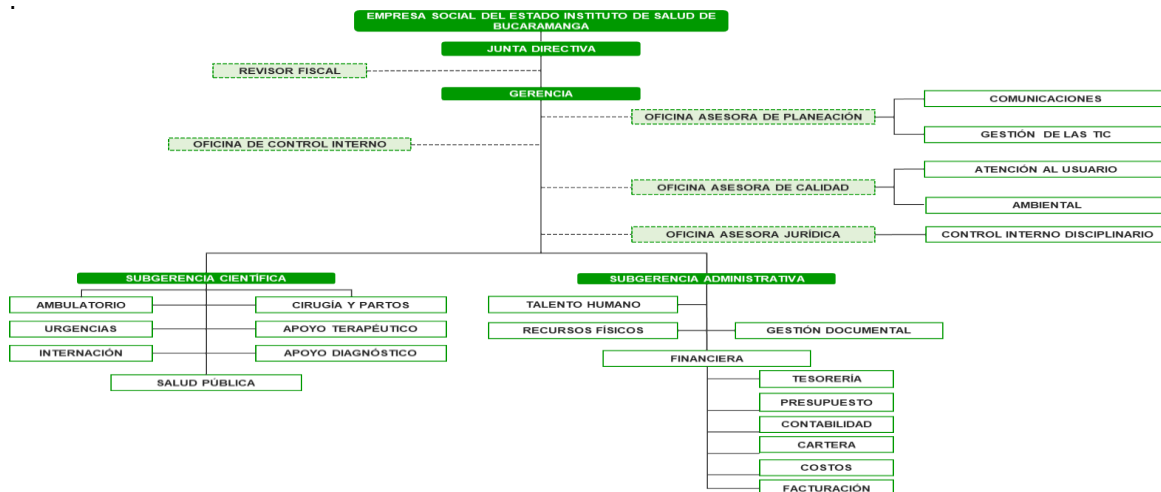 EMPRESA SOCIAL DEL ESTADO INSTITUTO DE SALUD DE
BUCARAMANGA
JUNTA DIRECTIVA
REVISOR FISCAL
GERENCIA
OFICINA ASESORA DE PLANEACIÓN
COMUNICACIONES
GESTIÓN DE LAS TIC
OFICINA DE CONTROL INTERNO
OFICINA ASESORA DE CALIDAD
ATENCIÓN AL USUARIO
AMBIENTAL
OFICINA ASESORA JURÍDICA
CONTROL INTERNO DISCIPLINARIO
SUBGERENCIA CIENTÍFICA
AMBULATORIO
CIRUGÍA Y PARTOS
URGENCIAS
APOYO TERAPÉUTICO
INTERNACIÓN
APOYO DIAGNÓSTICO
SALUD PÚBLICA
SUBGERENCIA ADMINISTRATIVA
TALENTO HUMANO
RECURSOS FÍSICOS
GESTIÓN DOCUMENTAL
FINANCIERA
TESORERÍA
PRESUPUESTO
CONTABILIDAD
CARTERA
COSTOS
FACTURACIÓN